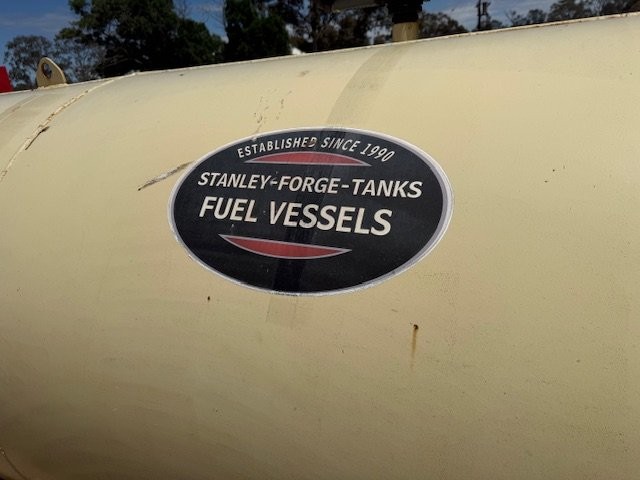 ESTABLISHED SINCE 1990
STANLEY-FORGE-TANKS
FUEL VESSELS